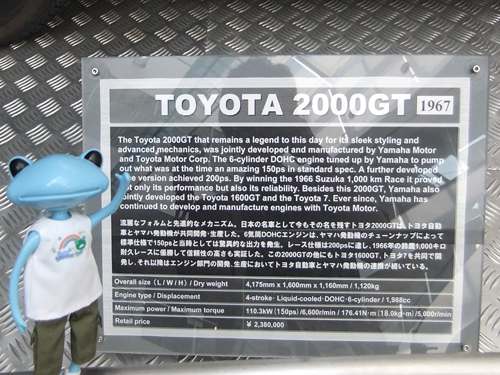 TOYOTA 2000GT 1967
The Toyota 2000GT that remains a legend to this day for its sleek styling and
advanced mechanics, was jointly developed and manufactured by Yamaha Motor
and Toyota Motor Corp. The 6-cylinder DOHC engine tuned up by Yamaha to pump
out what was at the time an amazing 150ps in standard spec. A further developed
version achieved 200ps. By winning the 1966 Suzuka 1,000 km Race it proved
not only its performance but also its reliability. Besides this 2000GT, Yamaha also
jointly developed the Toyota 1600GT and the Toyota 7. Ever since, Yamaha has
continued to develop and manufacture engines with Toyota Motor.
流麗なフォルムと先進的なメカニズム。日本の名車として今もその名を残すトヨタ2000GTは、トヨタ自動
車とヤマハ発動機が共同開発・生産した。6気筒DOHCエンジンは、ヤマハ発動機のチューンナップによって
標準仕様で150psと当時としては驚異的な出力を発生。レース仕様は200psに達し、1966年の鈴鹿1,000キロ
耐久レースに優勝して信頼性の高さも実証した。この2000GTの他にもトヨタ1600GT、トヨタ7を共同で開
発し、それ以降はエンジン部門の開発、生産においてトヨタ自動車とヤマハ発動機の連携が続いている。
Overall size (L / W / H) / Dry weight 4,175mm x 1,600mm x 1,160mm / 1,120kg
Engine type / Displacement 4-stroke · Liquid-cooled · DOHC · 6-cylinder / 1,988cc
Maximum power / Maximum torque 110.3kW (150ps) / 6,600r/min / 176.41N·m (18.0kg·m) / 5,000r/min
Retail price ¥ 2,380,000